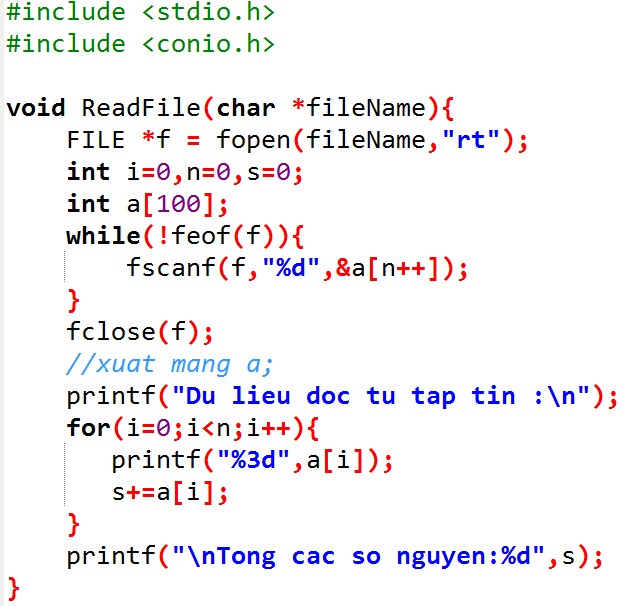 #include <stdio.h>
#include <conio.h>
void ReadFile(char *fileName){
FILE *f = fopen(fileName,"rt");
int i=0,n=0,s=0;
int a[100];
while(!feof(f)){
fscanf(f,"%d",&a[n++]);
}
fclose(f);
//xuat mang a;
printf("Du lieu doc tu tap tin :\n");
for(i=0;i<n;i++){
printf("%3d",a[i]);
s+=a[i];
}
printf("\nTong cac so nguyen:%d",s);
}